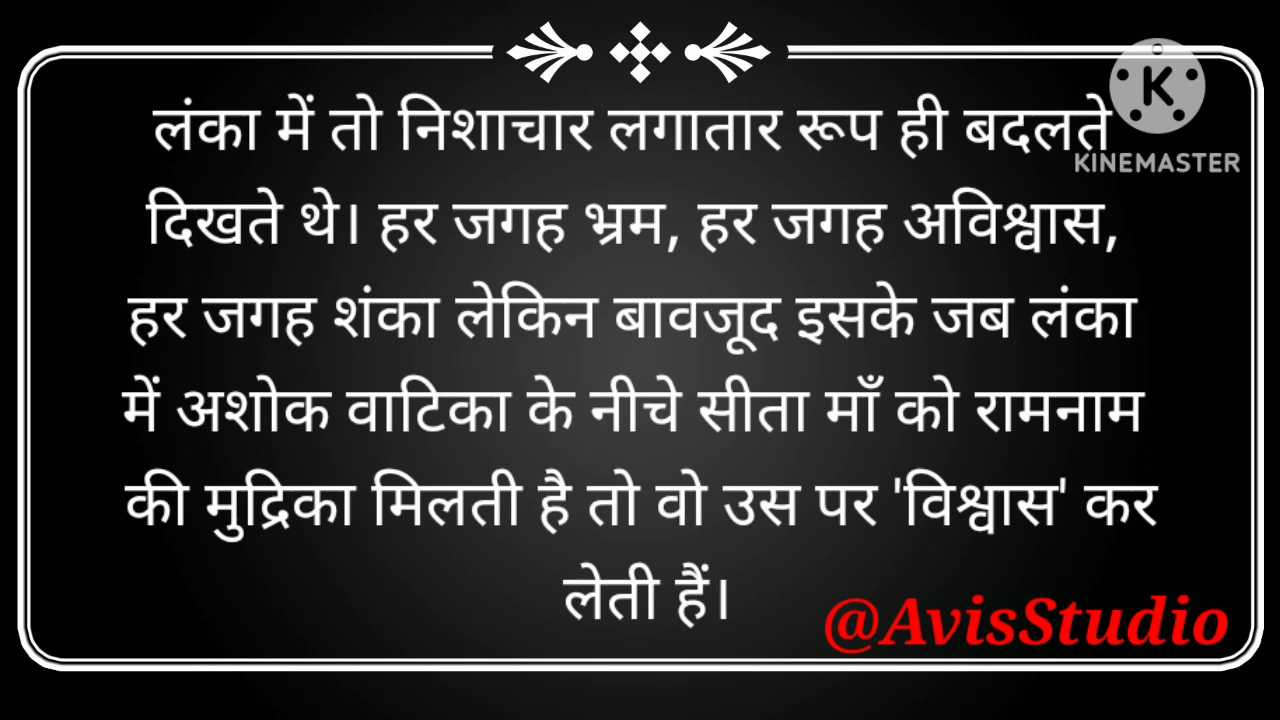 लंका में तो निशाचार लगातार रूप ही बदलते
दिखते थे। हर जगह भ्रम, हर जगह अविश्वास,
हर जगह शंका लेकिन बावजूद इसके जब लंका
में अशोक वाटिका के नीचे सीता माँ को रामनाम
की मुद्रिका मिलती है तो वो उस पर 'विश्वास' कर
लेती हैं।
K
KINEMASTER
@AvisStudio